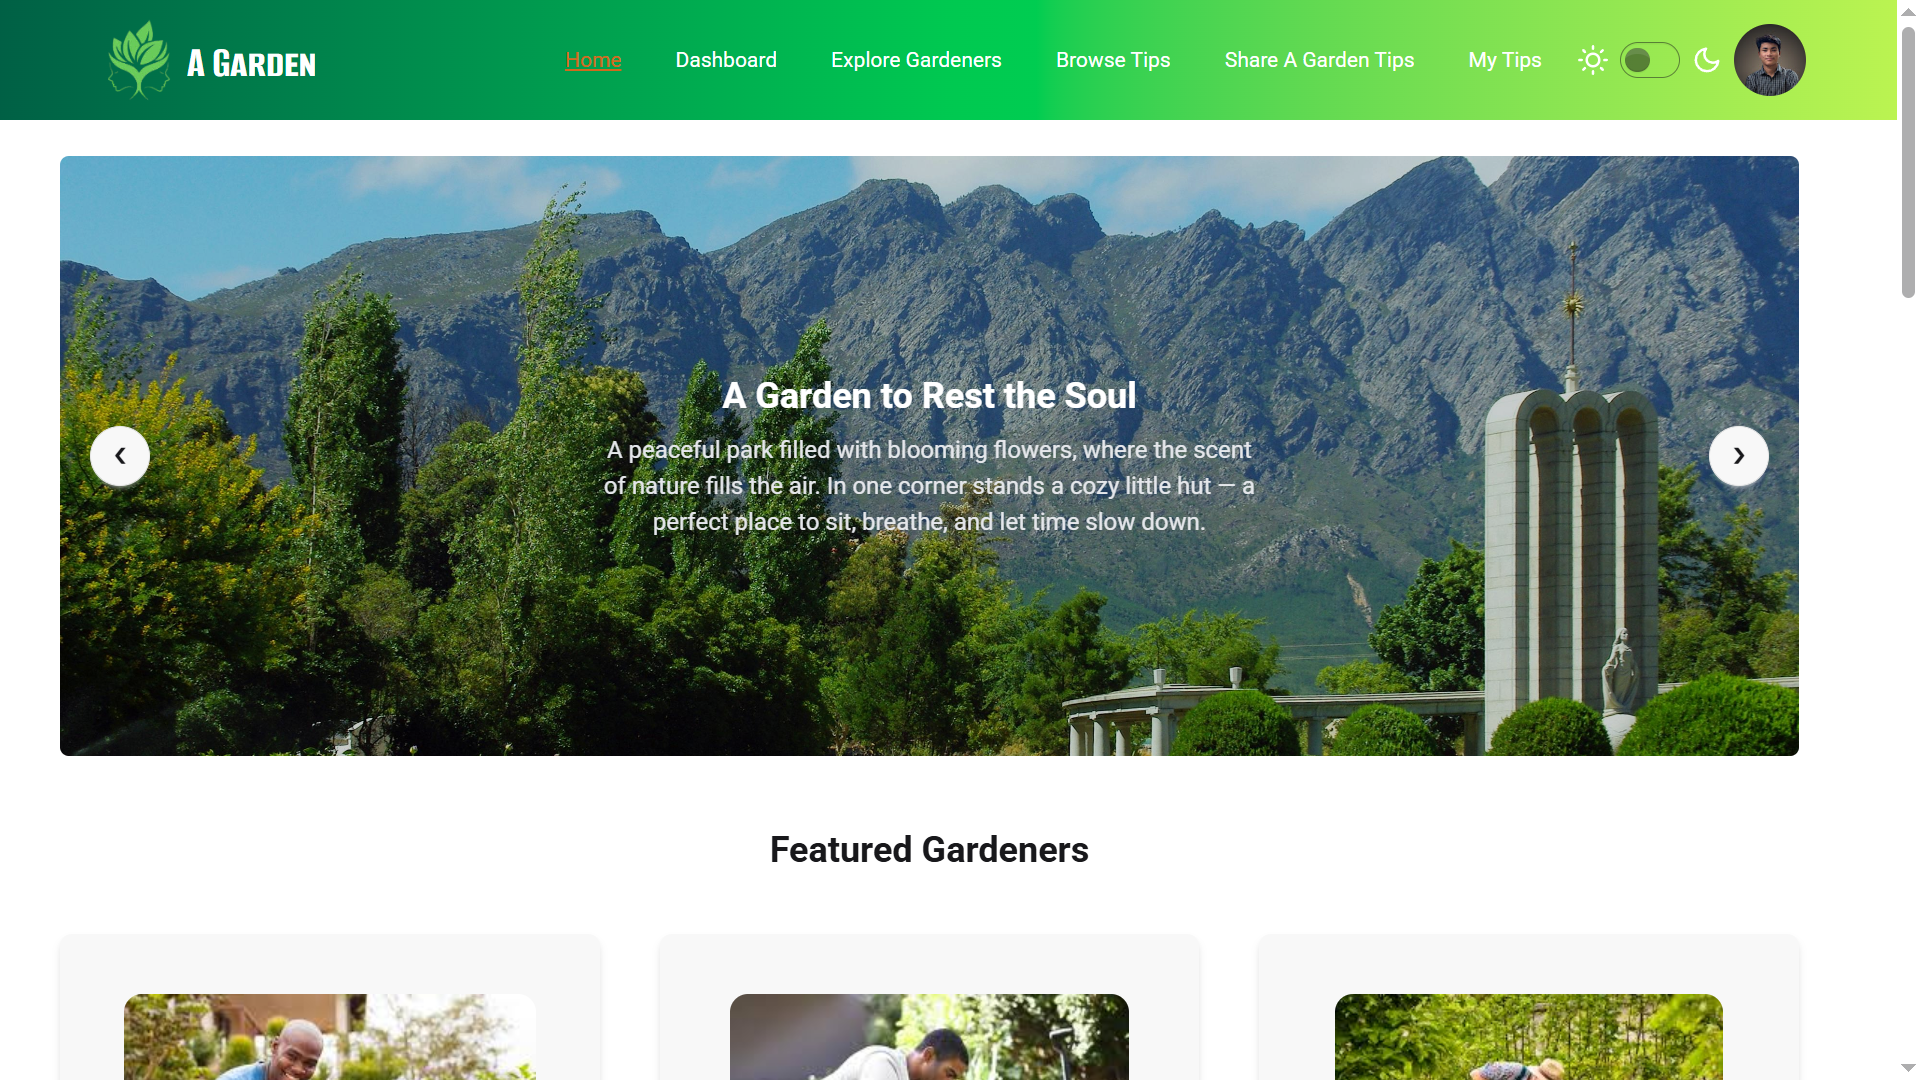 A GARDEN
Home Dashboard Explore Gardeners Browse Tips Share A Garden Tips My Tips
A Garden to Rest the Soul
A peaceful park filled with blooming flowers, where the scent
of nature fills the air. In one corner stands a cozy little hut — a
perfect place to sit, breathe, and let time slow down.
❮ ❯
Featured Gardeners